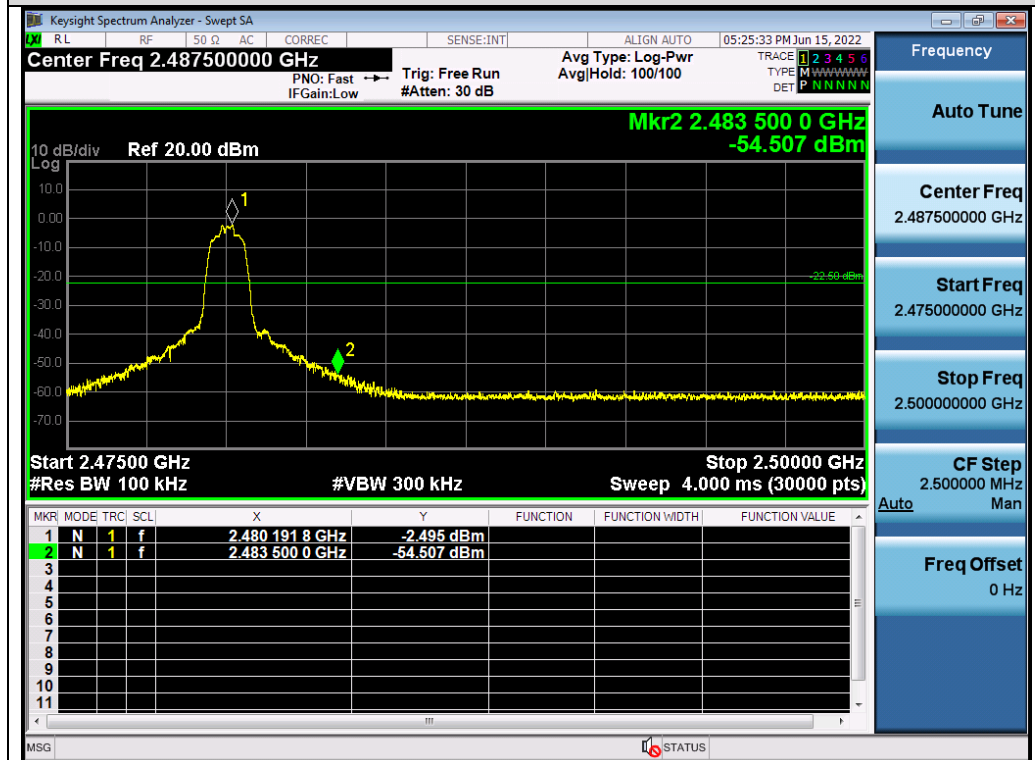 Keysight Spectrum Analyzer - Swept SA
LXI RL RF 50 Ω AC CORREC SENSE:INT ALIGN AUTO 05:25:33 PM Jun 15, 2022
Center Freq 2.487500000 GHz
PNO: Fast
IFGain:Low
Trig: Free Run
#Atten: 30 dB
Avg Type: Log-Pwr
Avg|Hold: 100/100
TRACE 1 2 3 4 5 6
TYPE M WWWWW
DET P N N N N N
Mkr2 2.483 500 0 GHz
-54.507 dBm
10 dB/div Ref 20.00 dBm
Log
10.0
0.00
-10.0
-20.0
-30.0
-40.0
-50.0
-60.0
-70.0
1
-22.50 dBm
2
Start 2.47500 GHz Stop 2.50000 GHz
#Res BW 100 kHz #VBW 300 kHz Sweep 4.000 ms (30000 pts)
MKR MODE TRC SCL X Y FUNCTION FUNCTION WIDTH FUNCTION VALUE
1 N 1 f 2.480 191 8 GHz -2.495 dBm
2 N 1 f 2.483 500 0 GHz -54.507 dBm
3
4
5
6
7
8
9
10
11
MSG STATUS
Frequency
Auto Tune
Center Freq
2.487500000 GHz
Start Freq
2.475000000 GHz
Stop Freq
2.500000000 GHz
CF Step
2.500000 MHz
Auto Man
Freq Offset
0 Hz